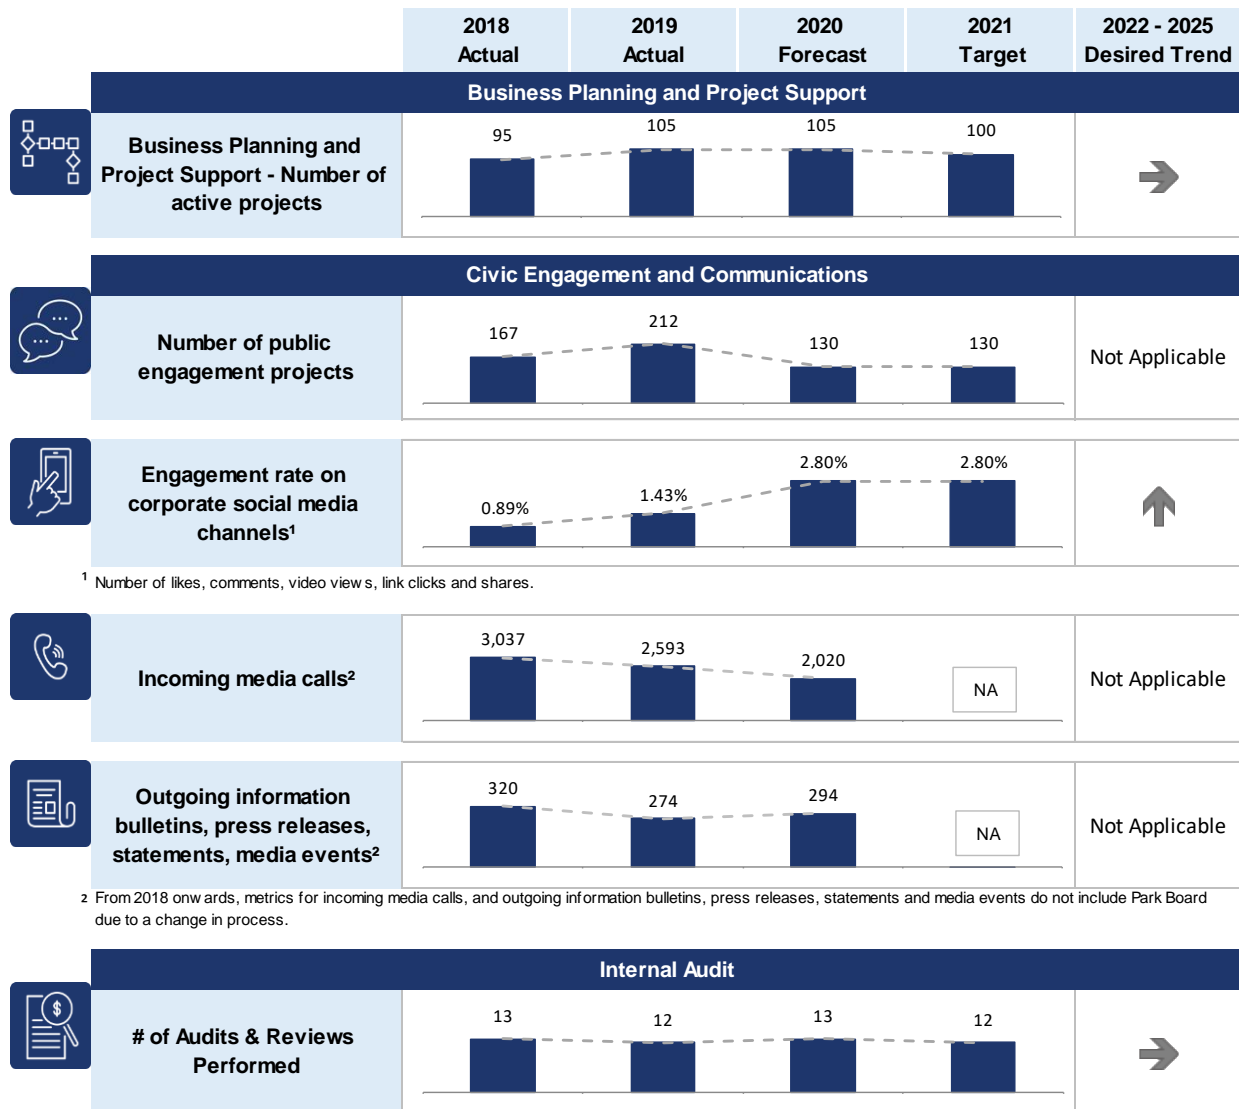 2018 2019 2020 2021 2022 - 2025
Actual Actual Forecast Target Desired Trend
Business Planning and Project Support
Business Planning and
Project Support - Number of
active projects
95 105 105 100
Civic Engagement and Communications
Number of public
engagement projects
167 212 130 130
Not Applicable
Engagement rate on
corporate social media
channels¹
0.89% 1.43% 2.80% 2.80%
¹ Number of likes, comments, video views, link clicks and shares.
Incoming media calls²
3,037 2,593 2,020 NA
Not Applicable
Outgoing information
bulletins, press releases,
statements, media events²
320 274 294 NA
Not Applicable
² From 2018 onwards, metrics for incoming media calls, and outgoing information bulletins, press releases, statements and media events do not include Park Board
due to a change in process.
Internal Audit
# of Audits & Reviews
Performed
13 12 13 12